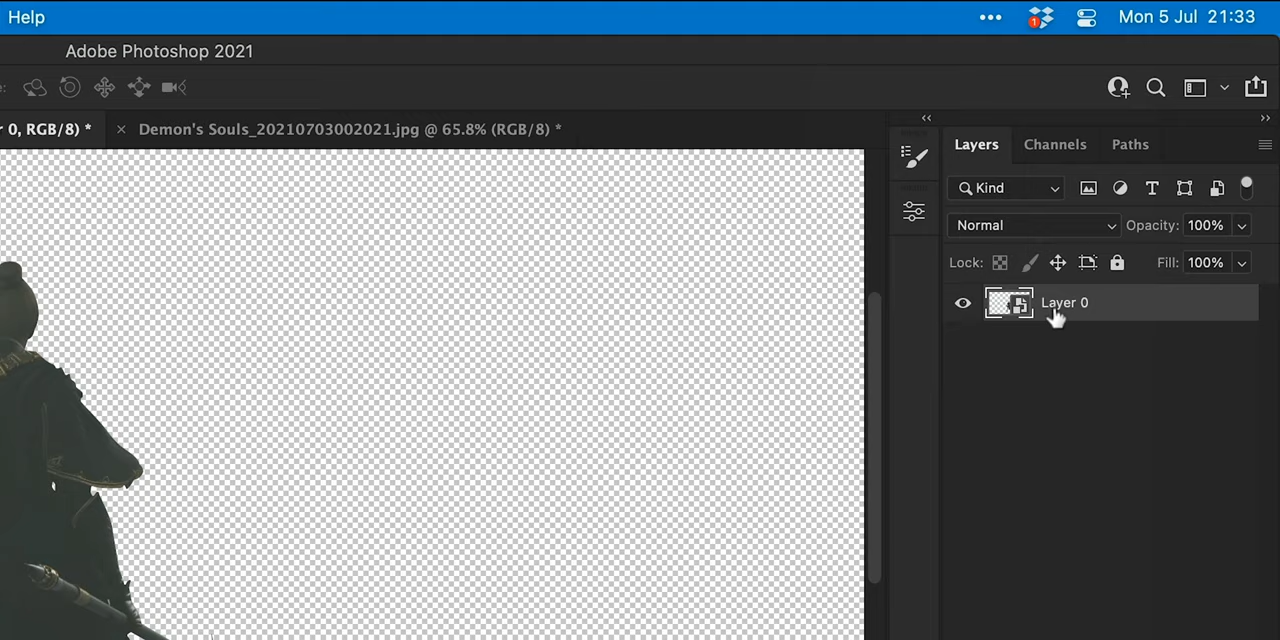 Help
••• 1 Mon 5 Jul 21:33
Adobe Photoshop 2021
e:
r 0, RGB/8) * × Demon's Souls_20210703002021.jpg @ 65.8% (RGB/8) *
Layers Channels Paths
Kind
Normal Opacity: 100%
Lock: Fill: 100%
Layer 0